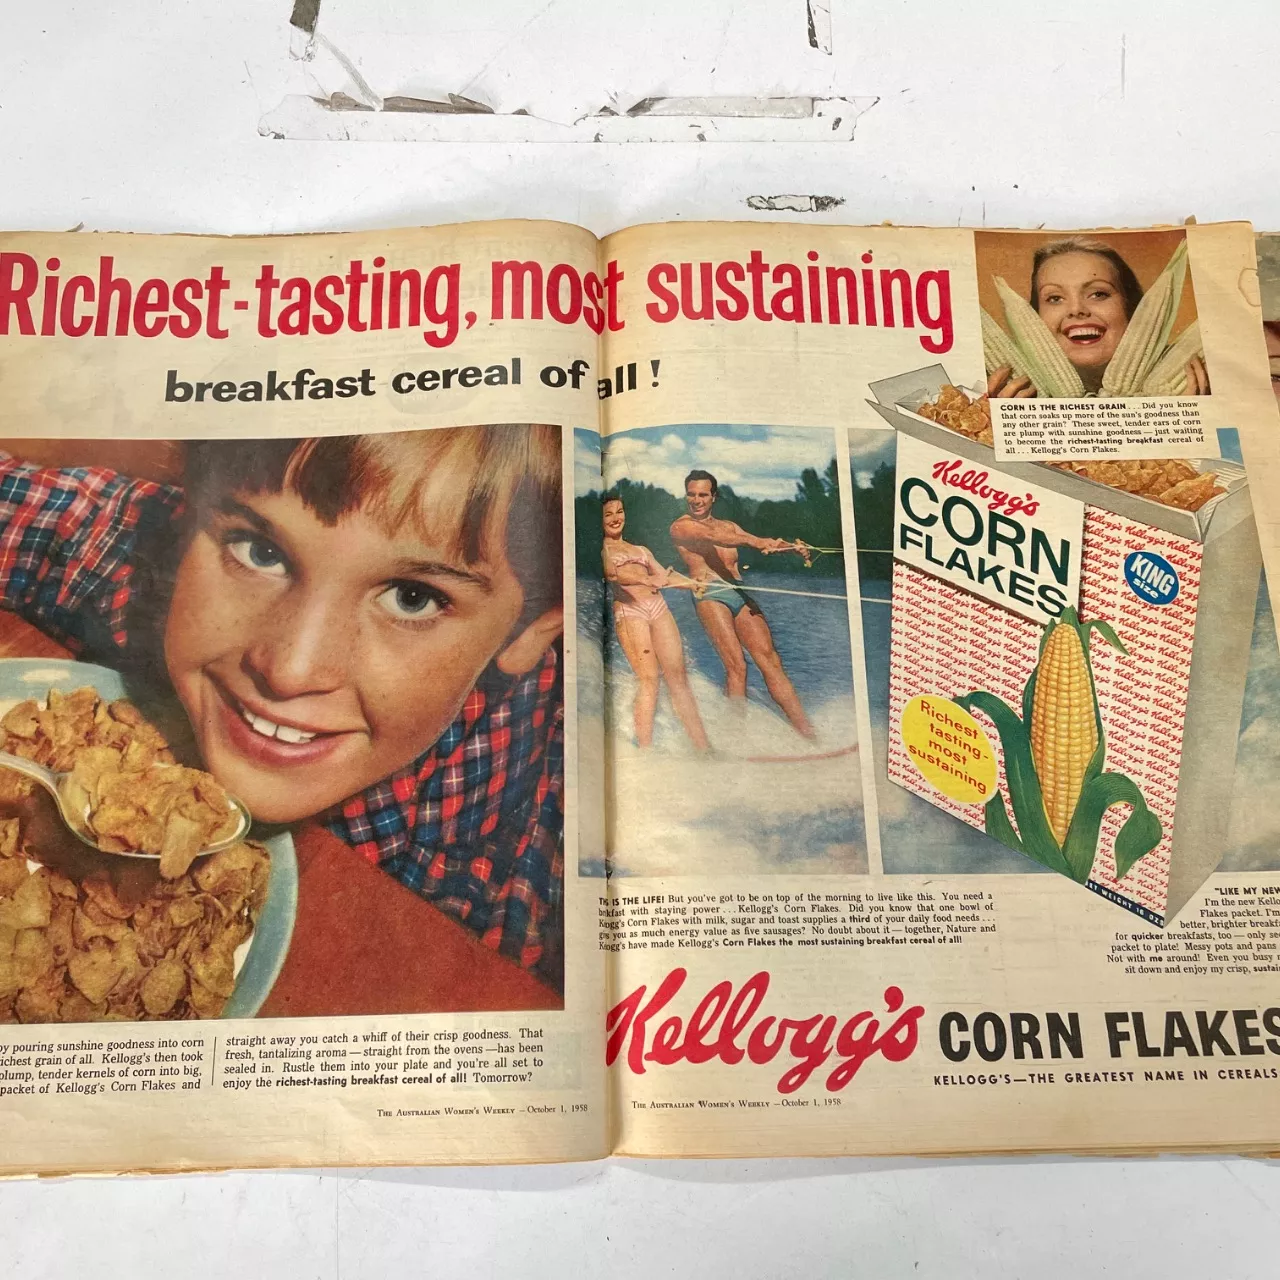 Richest-tasting, most sustaining
breakfast cereal of all !
CORN IS THE RICHEST GRAIN . . . Did you know
that corn soaks up more of the sun's goodness than
any other grain? These sweet, tender ears of corn
are plump with sunshine goodness — just waiting
to become the richest-tasting breakfast cereal of
all . . . Kellogg's Corn Flakes.
Kellogg's
CORN
FLAKES
KING
size
Richest
tasting-
most
sustaining
NET WEIGHT 16 OZS
IS THE LIFE! But you've got to be on top of the morning to live like this. You need a
with staying power . . . Kellogg's Corn Flakes. Did you know that one bowl of
Corn Flakes with milk, sugar and toast supplies a third of your daily food needs . . .
you as much energy value as five sausages? No doubt about it — together, Nature and
have made Kellogg's Corn Flakes the most sustaining breakfast cereal of all!
"LIKE MY NEW
I'm the new
Flakes packet. I'm
better, brighter
for quicker breakfasts, too — only
packet to plate! Messy pots and pans
Not with me around! Even you busy
sit down and enjoy my crisp,
by pouring sunshine goodness into corn
richest grain of all. Kellogg's then took
plump, tender kernels of corn into big,
packet of Kellogg's Corn Flakes and
straight away you catch a whiff of their crisp goodness. That
fresh, tantalizing aroma — straight from the ovens — has been
sealed in. Rustle them into your plate and you're all set to
enjoy the richest-tasting breakfast cereal of all! Tomorrow?
Kellogg's CORN FLAKES
KELLOGG'S—THE GREATEST NAME IN CEREALS
THE AUSTRALIAN WOMEN'S WEEKLY — October 1, 1958
THE AUSTRALIAN WOMEN'S WEEKLY — October 1, 1958